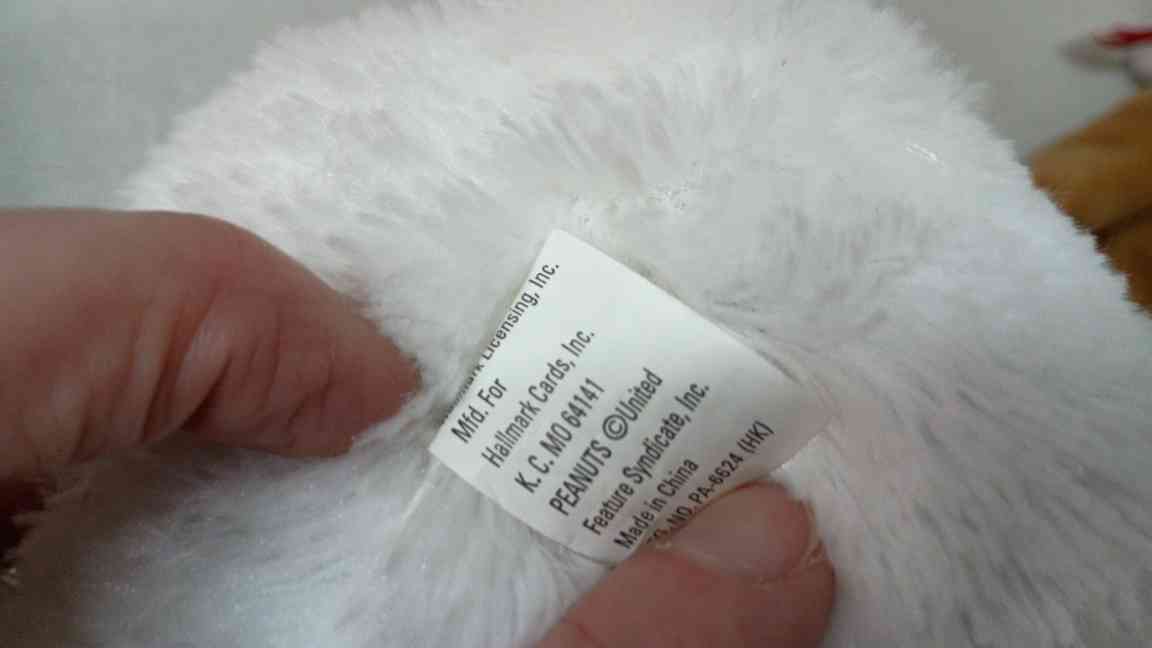 Licensing, Inc.
Mfd. For
Hallmark Cards, Inc.
K. C. MO 64141
PEANUTS ©United
Feature Syndicate, Inc.
Made in China
NO. PA-6624 (HK)